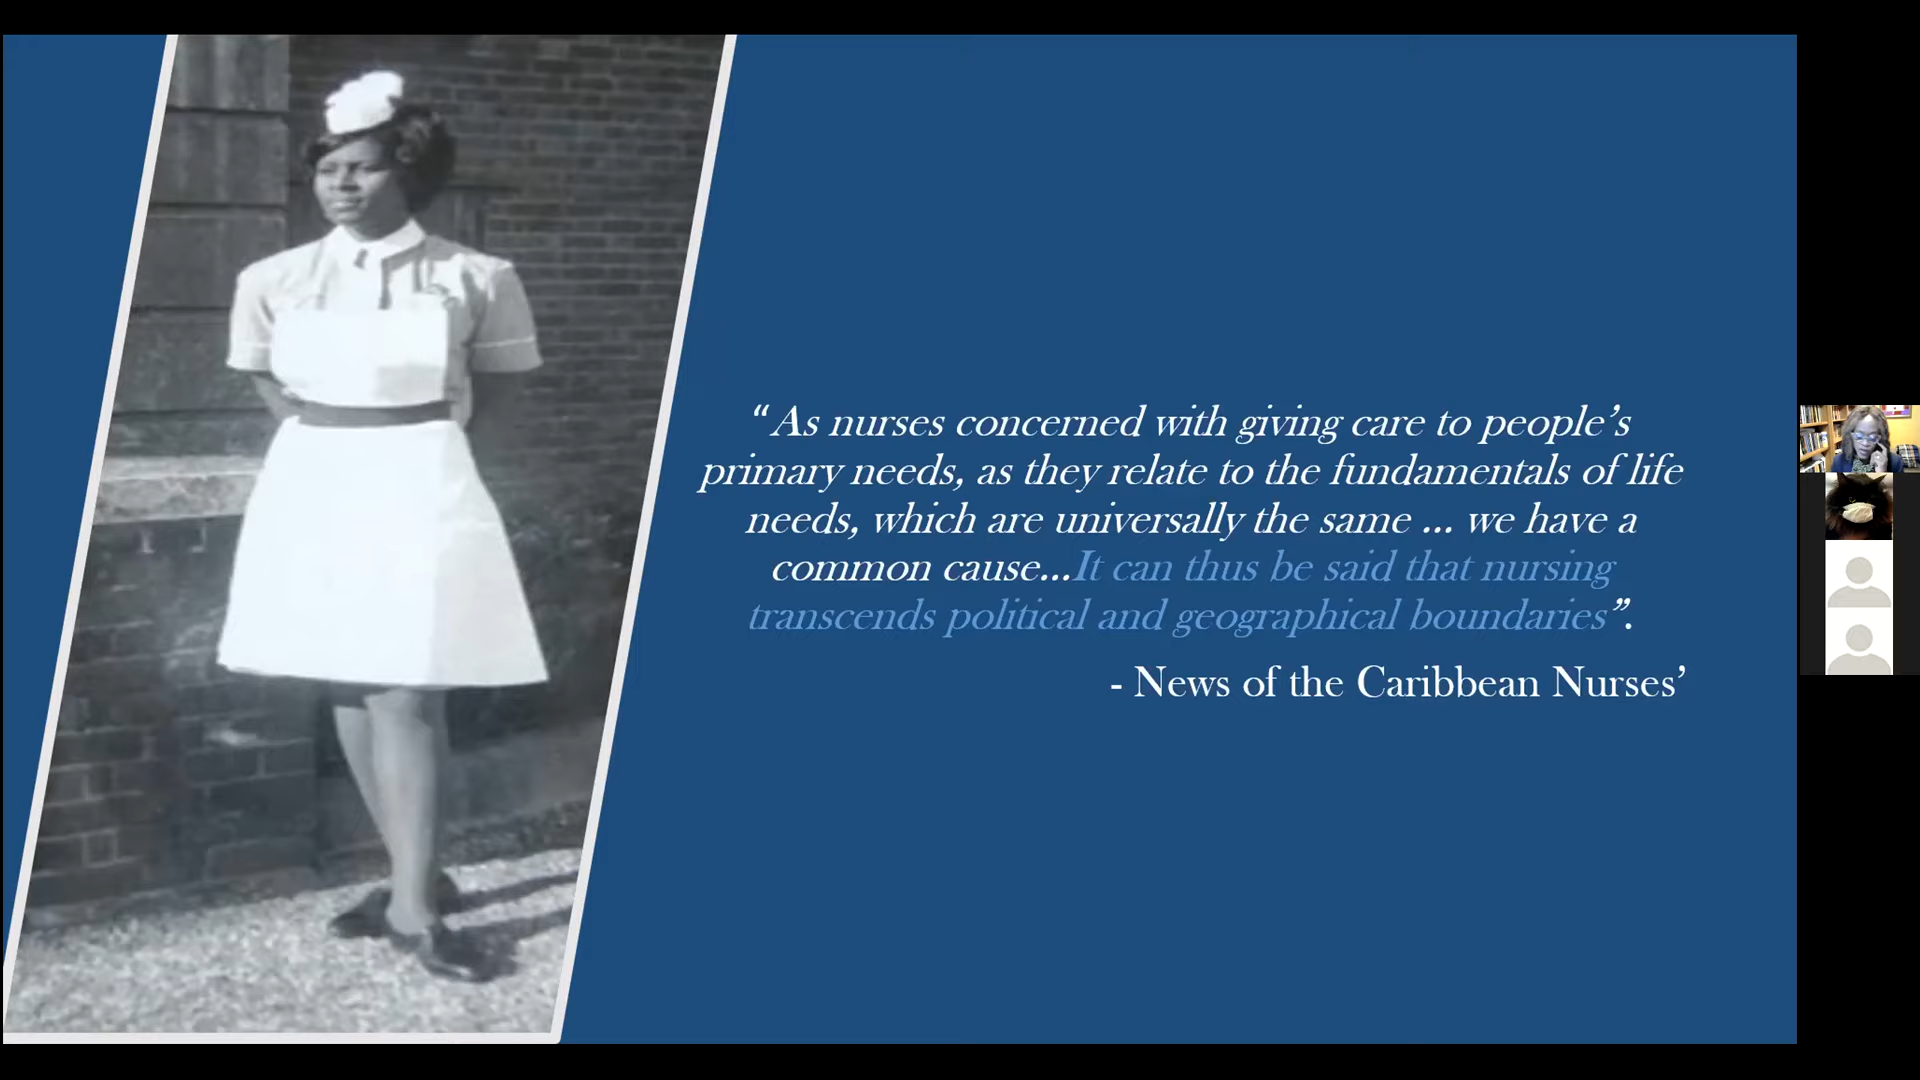 “ As nurses concerned with giving care to people’s
primary needs, as they relate to the fundamentals of life
needs, which are universally the same ... we have a
common cause...It can thus be said that nursing
transcends political and geographical boundaries”.
- News of the Caribbean Nurses’